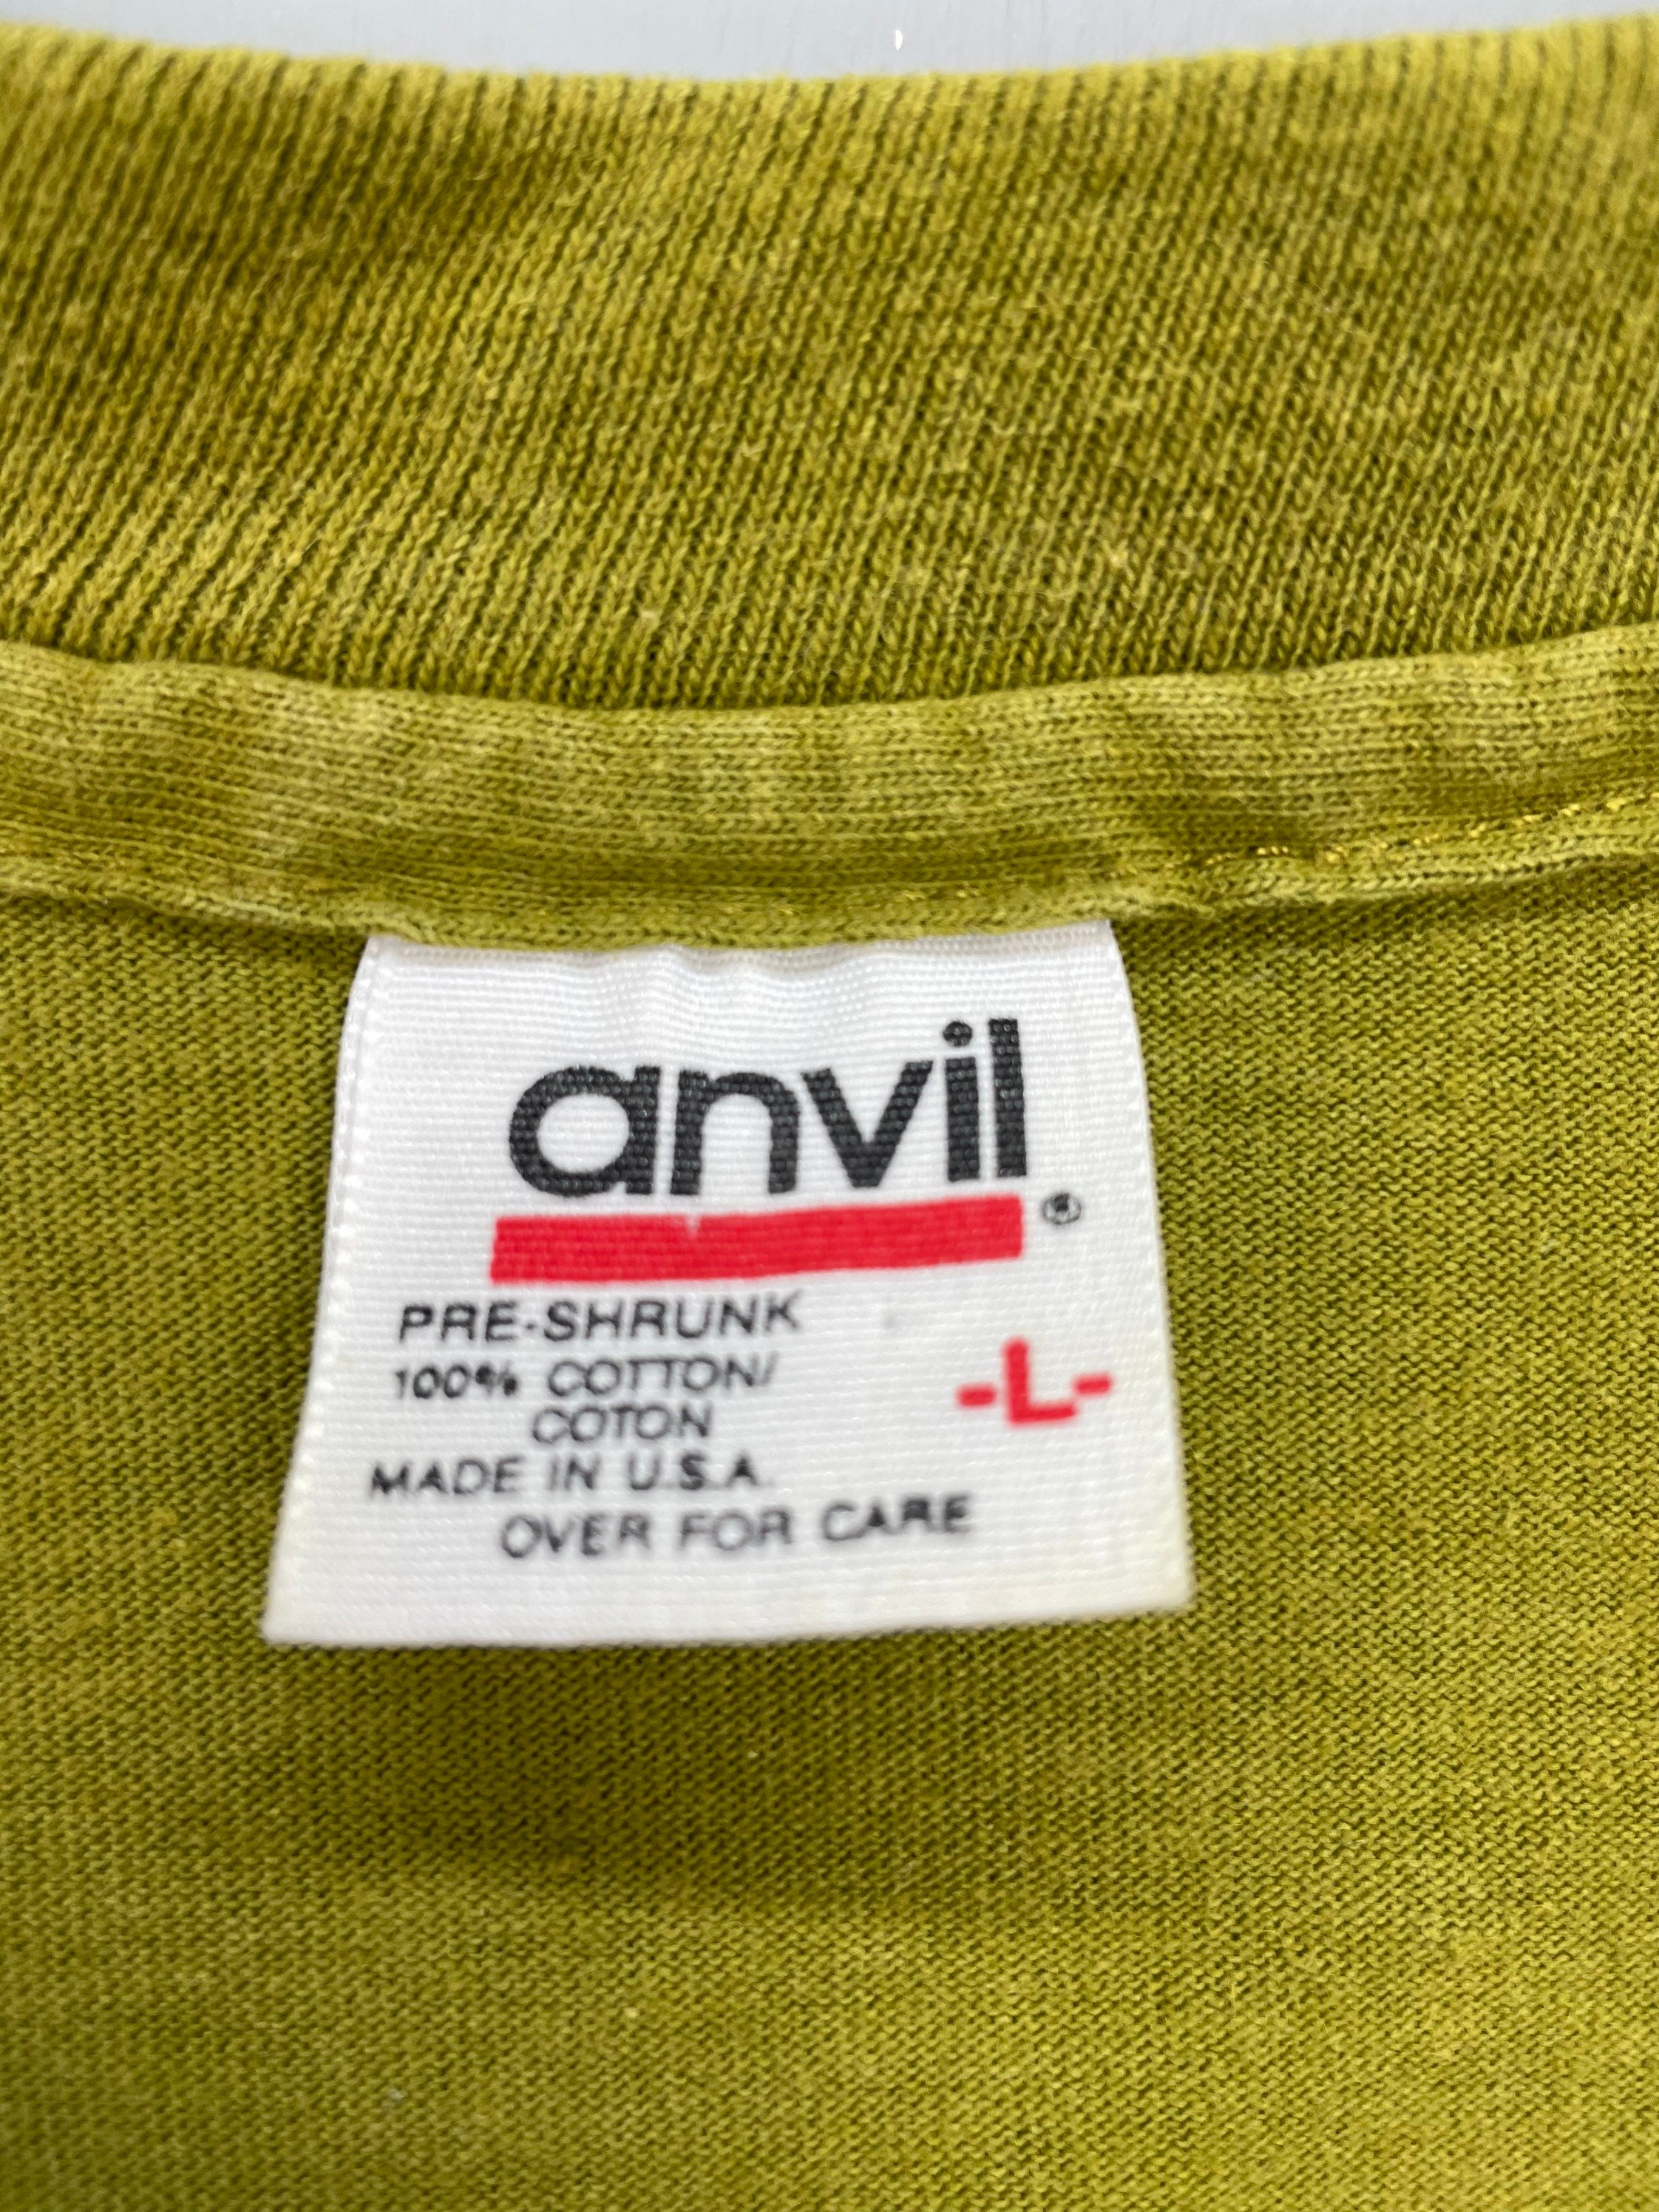 anvil®
PRE-SHRUNK
100% COTTON/
COTON
-L-
MADE IN U.S.A.
OVER FOR CARE